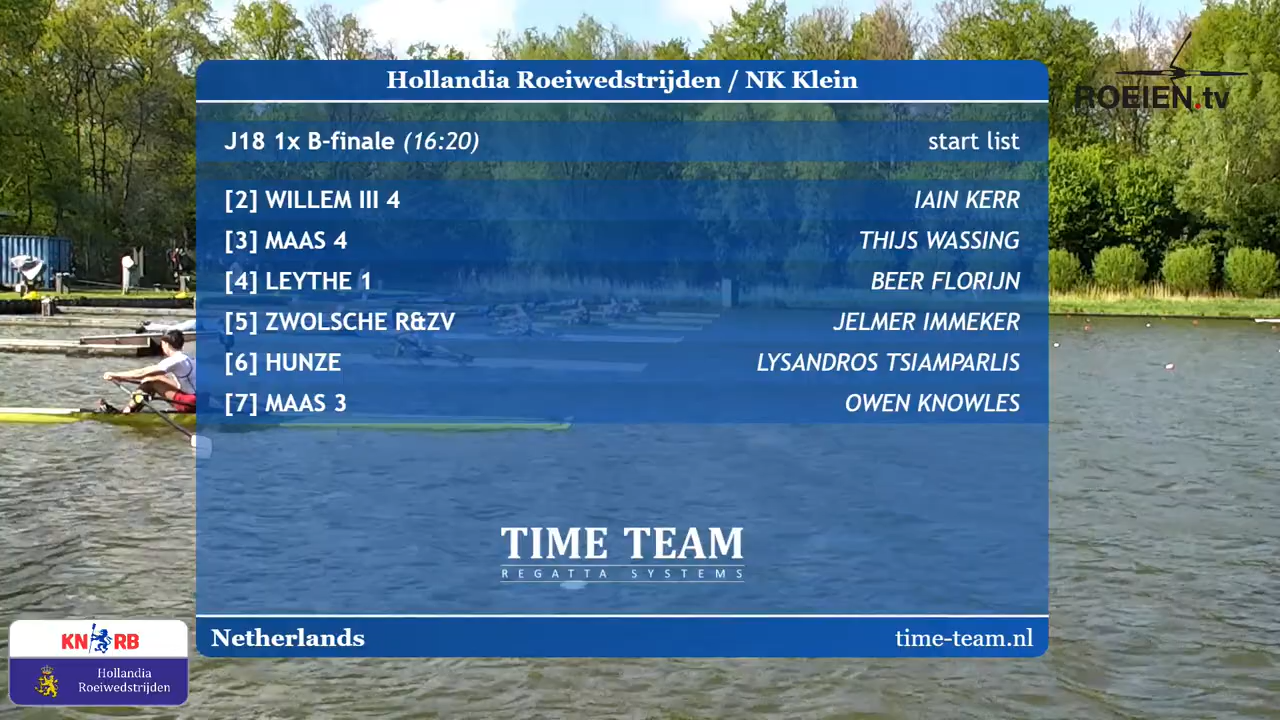 Hollandia Roeiwedstrijden / NK Klein
ROEIEN.tv
J18 1x B-finale (16:20) start list
[2] WILLEM III 4 IAIN KERR
[3] MAAS 4 THIJS WASSING
[4] LEYTHE 1 BEER FLORIJN
[5] ZWOLSCHE R&ZV JELMER IMMEKER
[6] HUNZE LYSANDROS TSIAMPARLIS
[7] MAAS 3 OWEN KNOWLES
TIME TEAM
REGATTA SYSTEMS
Netherlands time-team.nl
KNRB
Hollandia
Roeiwedstrijden